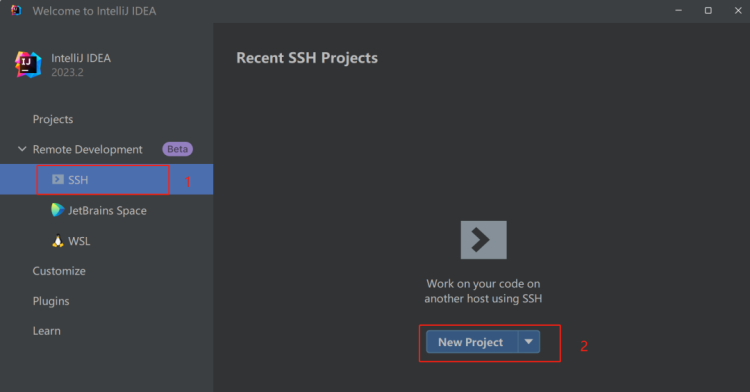 Welcome to IntelliJ IDEA
IntelliJ IDEA
2023.2
Projects
Remote Development Beta
SSH 1
JetBrains Space
WSL
Customize
Plugins
Learn
Recent SSH Projects
Work on your code on
another host using SSH
New Project 2